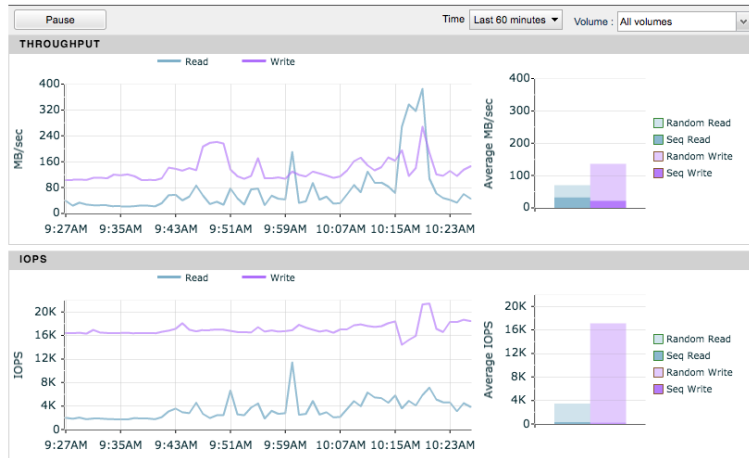 Pause
Time Last 60 minutes Volume : All volumes
THROUGHPUT
Read Write
MB/sec
400
320
240
160
80
0
9:27AM 9:35AM 9:43AM 9:51AM 9:59AM 10:07AM 10:15AM 10:23AM
Average MB/sec
400
300
200
100
0
Random Read
Seq Read
Random Write
Seq Write
IOPS
Read Write
IOPS
20K
16K
12K
8K
4K
0
9:27AM 9:35AM 9:43AM 9:51AM 9:59AM 10:07AM 10:15AM 10:23AM
Average IOPS
20K
16K
12K
8K
4K
0
Random Read
Seq Read
Random Write
Seq Write